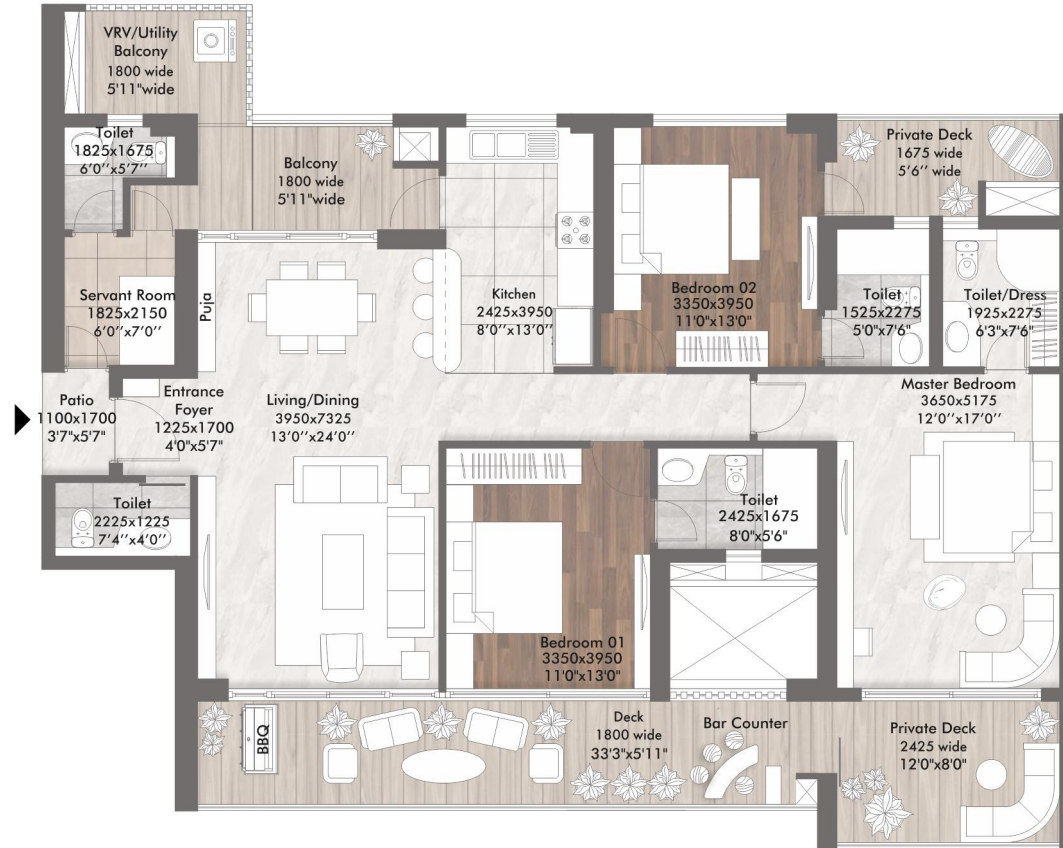 VRV/Utility
Balcony
1800 wide
5'11"wide
Toilet
1825x1675
6'0''x5'7''
Balcony
1800 wide
5'11"wide
Private Deck
1675 wide
5'6'' wide
Servant Room
1825x2150
6'0''x7'0''
Puja
Kitchen
2425x3950
8'0''x13'0''
Bedroom 02
3350x3950
11'0"x13'0"
Toilet
1525x2275
5'0"x7'6"
Toilet/Dress
1925x2275
6'3"x7'6"
Patio
1100x1700
3'7"x5'7"
Entrance
Foyer
1225x1700
4'0"x5'7"
Living/Dining
3950x7325
13'0''x24'0''
Master Bedroom
3650x5175
12'0''x17'0''
Toilet
2225x1225
7'4''x4'0''
Toilet
2425x1675
8'0"x5'6"
Bedroom 01
3350x3950
11'0"x13'0"
BBQ
Deck
1800 wide
33'3"x5'11"
Bar Counter
Private Deck
2425 wide
12'0"x8'0"